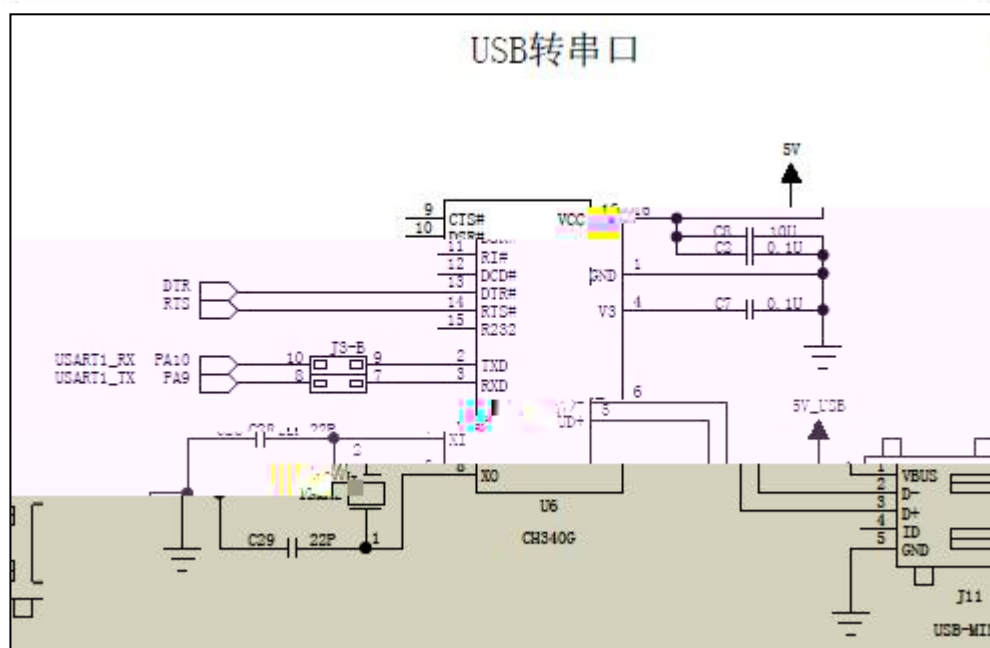 USB转串口
5V
9 CTS# VCC 16
10 DSR#
C8 10U
11 RI# C2 0.1U
12 DCD# GND 1
DTR 13 DTR#
RTS 14 RTS# V3 4 C7 0.1U
15 R232
J3-B
USART1_RX PA10 10 9 2 TXD
USART1_TX PA9 8 7 3 RXD
6
5V_USB
UD+ 5
22P XI
2
8 XO
1 VBUS
2 D-
3 D+
4 ID
5 GND
U6
C29 22P 1
CH340G
J11